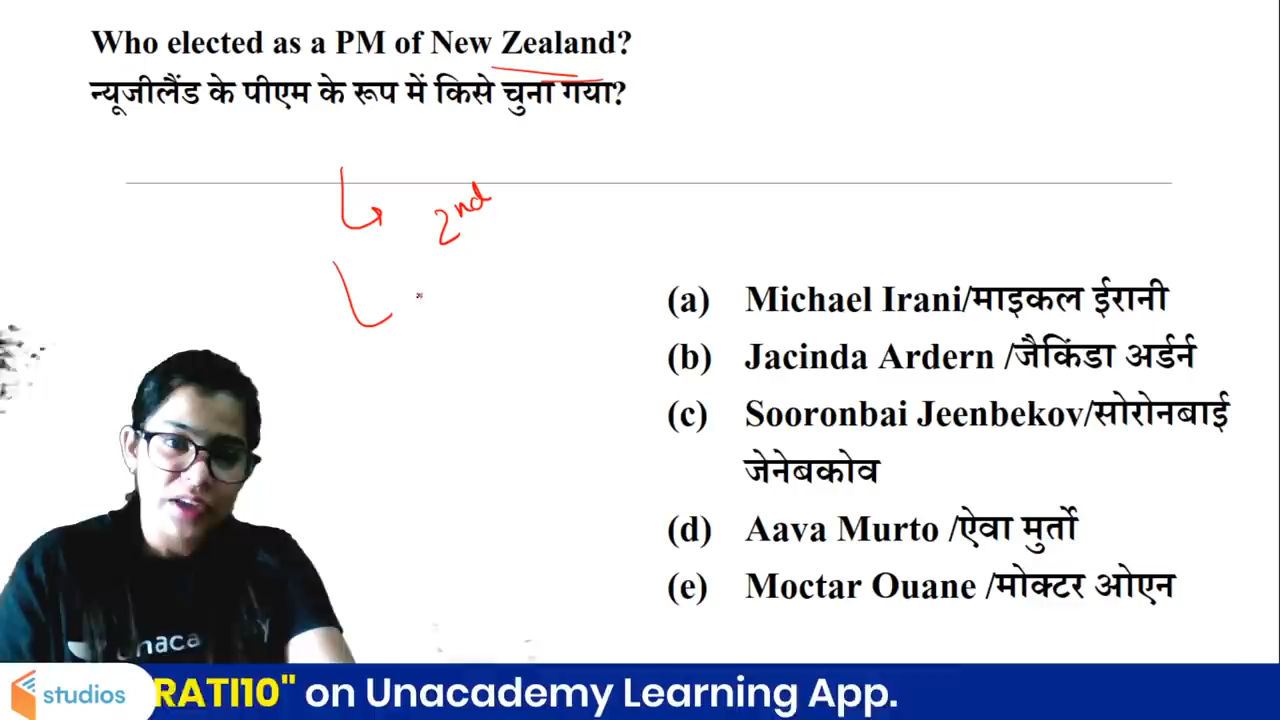 Who elected as a PM of New Zealand?
न्यूजीलैंड के पीएम के रूप में किसे चुना गया?
2nd
(a) Michael Irani/माइकल ईरानी
(b) Jacinda Ardern /जैकिंडा अर्डर्न
(c) Sooronbai Jeenbekov/सोरोनबाई
जेनेबकोव
(d) Aava Murto /ऐवा मुर्तो
(e) Moctar Ouane /मोक्टर ओएन
unaca y
studios RATI10" on Unacademy Learning App.